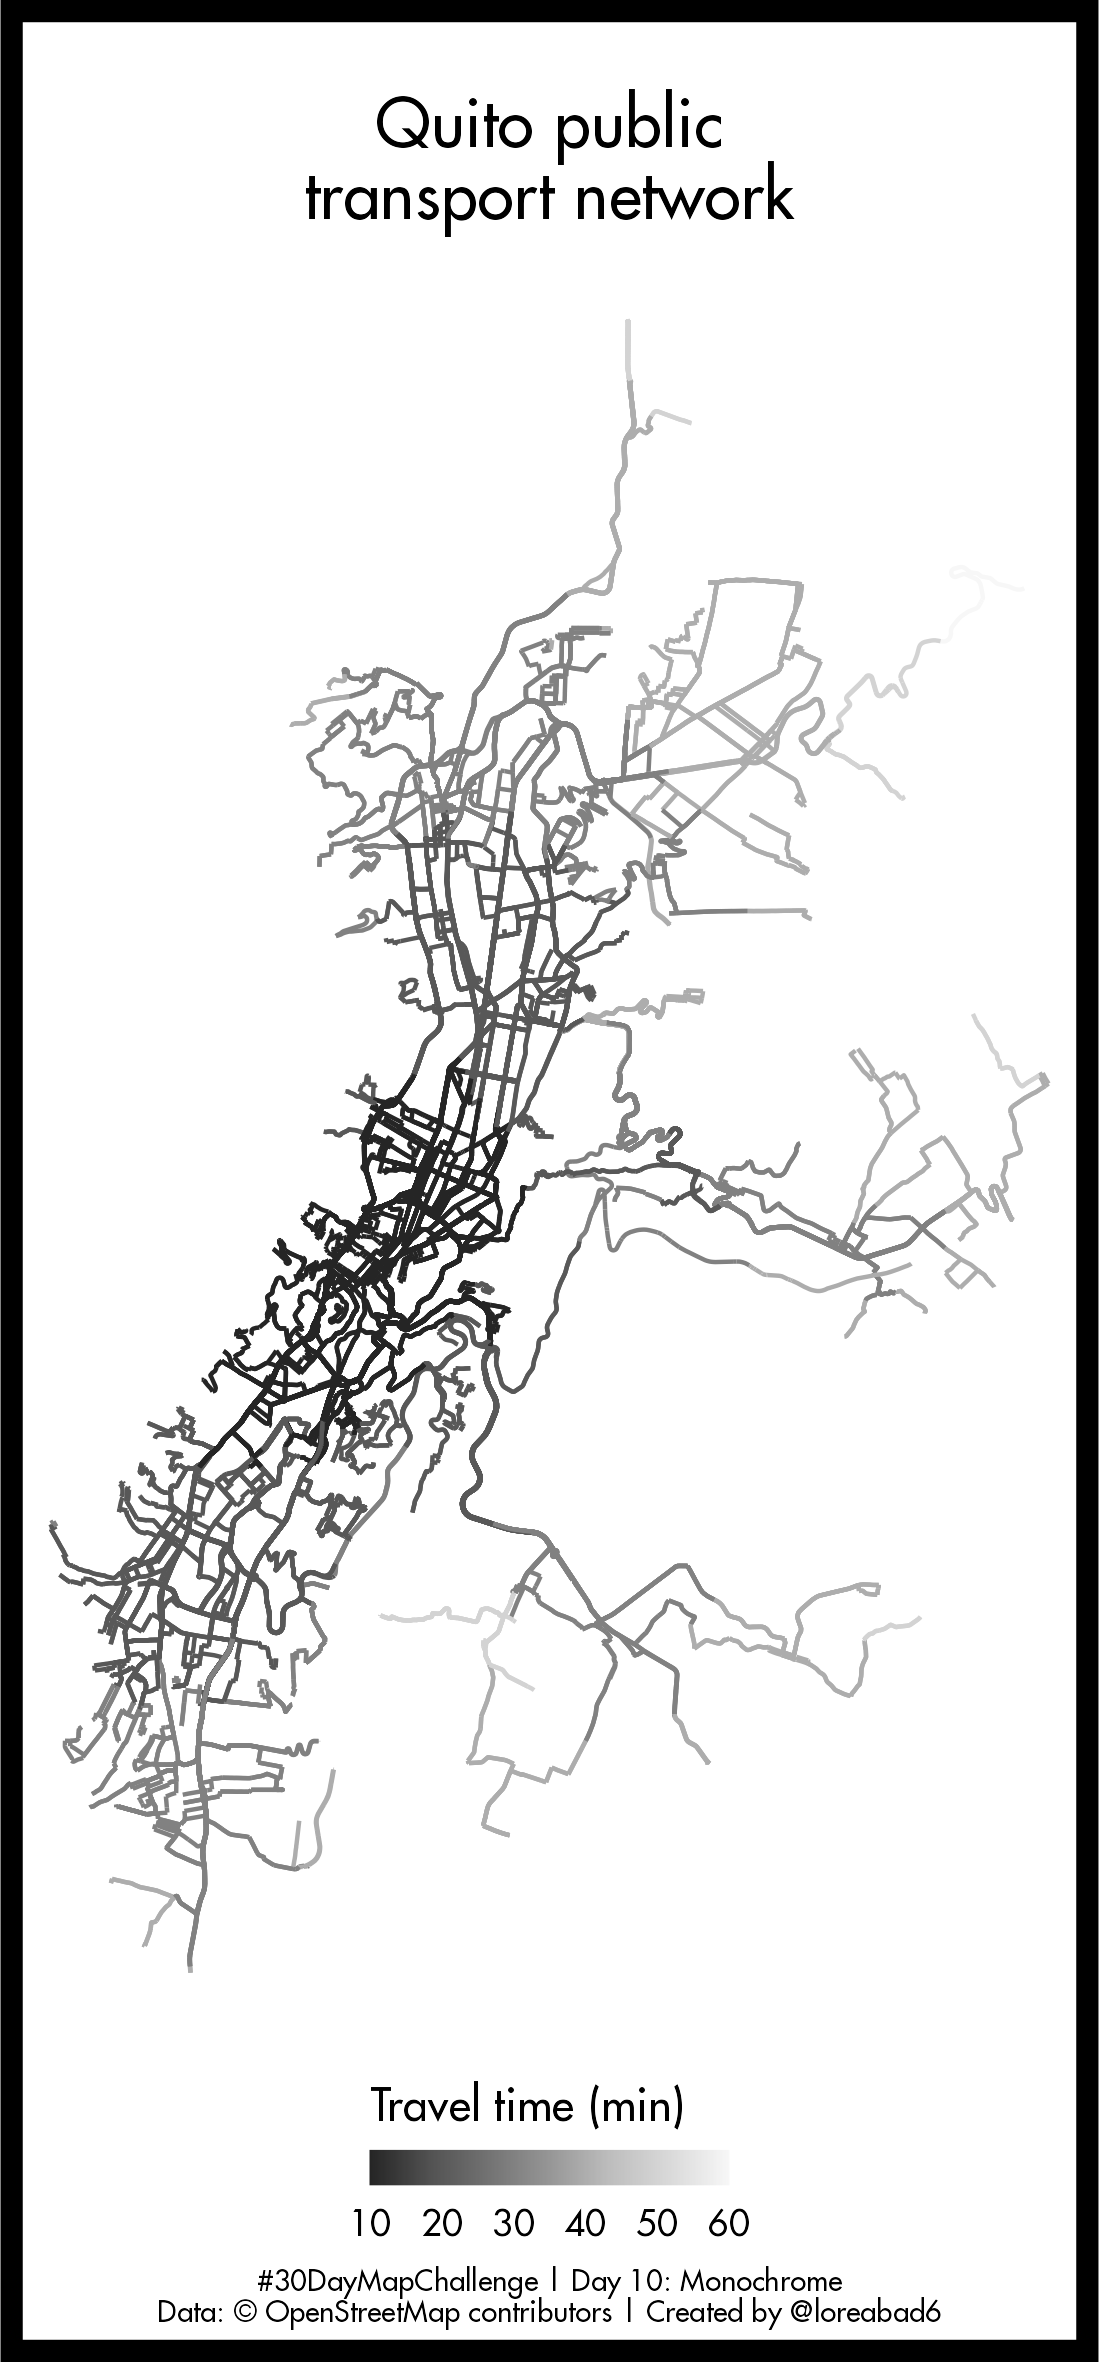 Quito public
transport network
Travel time (min)
10 20 30 40 50 60
#30DayMapChallenge | Day 10: Monochrome
Data: © OpenStreetMap contributors | Created by @loreabad6